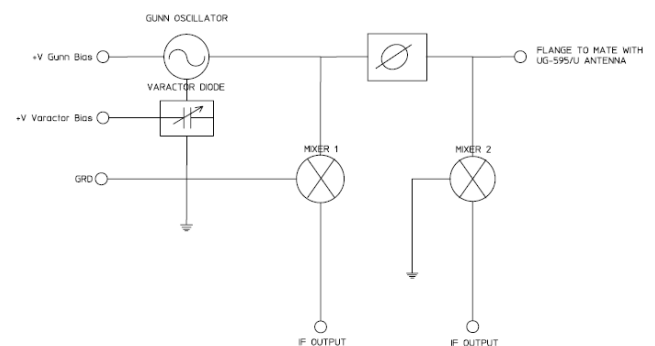 GUNN OSCILLATOR
+V Gunn Bias
FLANGE TO MATE WITH
UG-595/U ANTENNA
VARACTOR DIODE
+V Varactor Bias
MIXER 1
MIXER 2
GRD
IF OUTPUT
IF OUTPUT